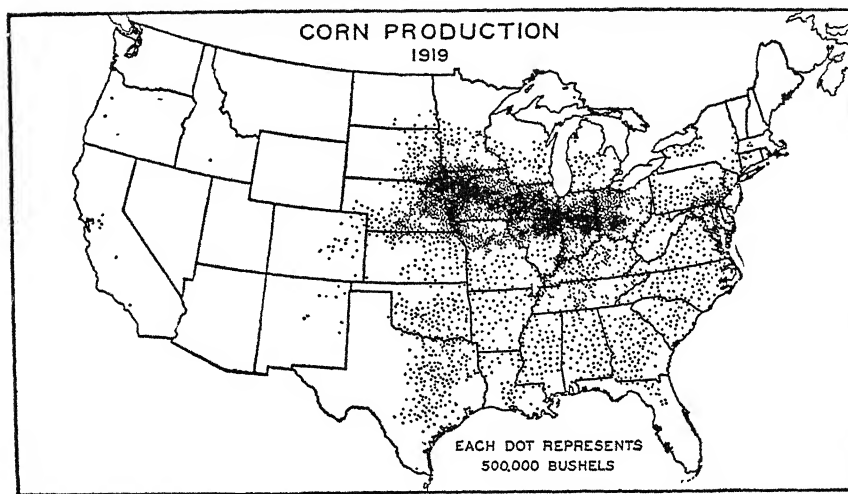 CORN PRODUCTION
1919
EACH DOT REPRESENTS
500,000 BUSHELS